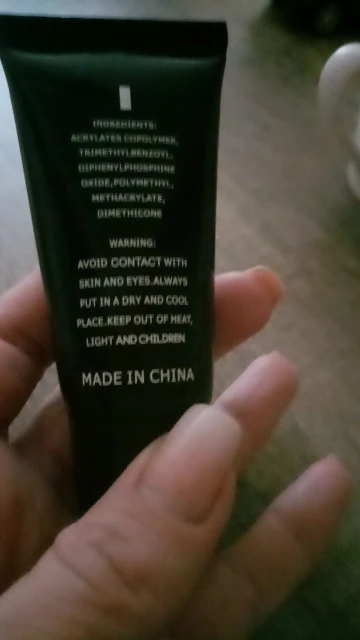 INGREDIENTS:
ACRYLATES COPOLYMER,
TRIMETHYLBENZOYL,
DIPHENYLPHOSPHINE
OXIDE,POLYMETHYL,
METHACRYLATE,
DIMETHICONE
WARNING:
AVOID CONTACT WITH
SKIN AND EYES.ALWAYS
PUT IN A DRY AND COOL
PLACE.KEEP OUT OF HEAT,
LIGHT AND CHILDREN
MADE IN CHINA